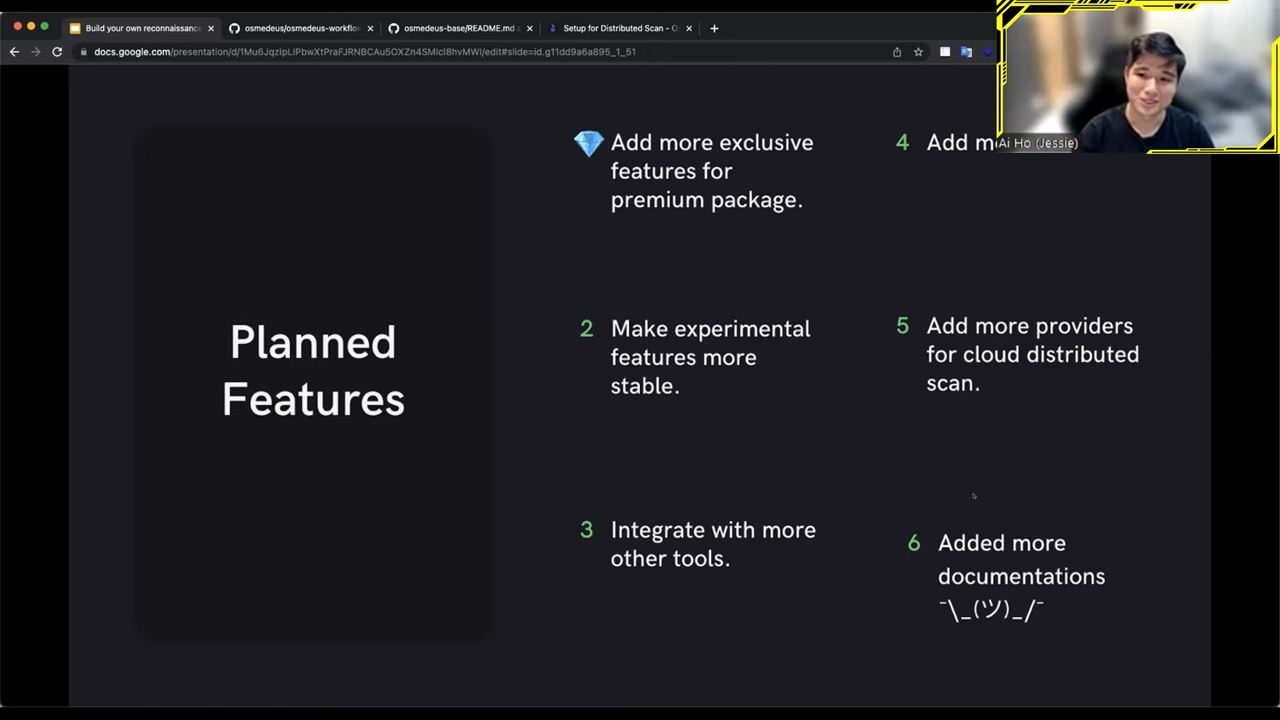 Build your own reconnaissance
osmedeus/osmedeus-workflow
osmedeus-base/README.md
Setup for Distributed Scan - O
docs.google.com/presentation/d/1Mu6JqzIpLiPbwXtPraFJRNBCAu5OXZn4SMlcI8hvMWI/edit#slide=id.g11dd9a6a895_1_51
Ai Ho (Jessie)
Planned
Features
💎 Add more exclusive
features for
premium package.
2 Make experimental
features more
stable.
3 Integrate with more
other tools.
4 Add m
5 Add more providers
for cloud distributed
scan.
6 Added more
documentations
¯\_(ツ)_/¯